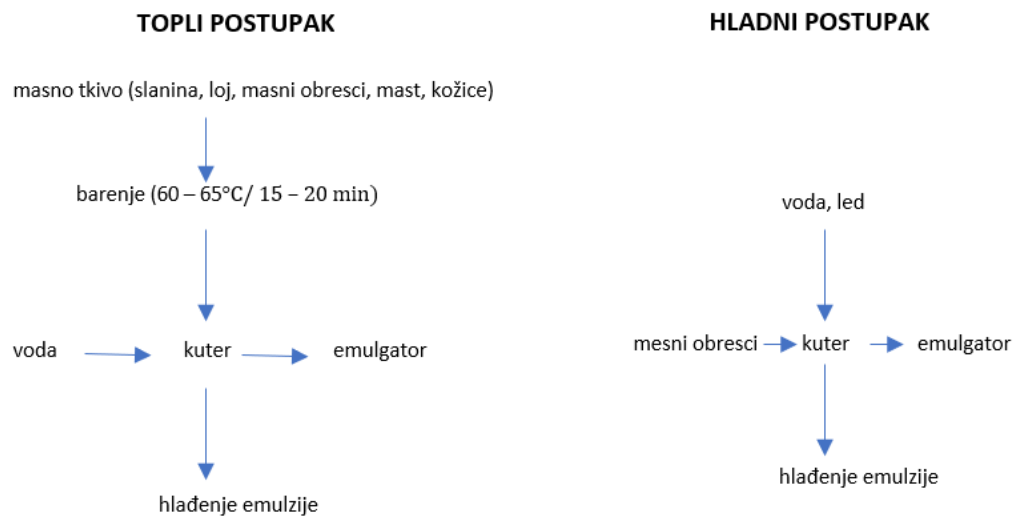 TOPLI POSTUPAK
masno tkivo (slanina, loj, masni obresci, mast, kožice)
barenje (60 – 65°C/ 15 – 20 min)
voda
kuter
emulgator
hlađenje emulzije
HLADNI POSTUPAK
voda, led
mesni obresci
kuter
emulgator
hlađenje emulzije